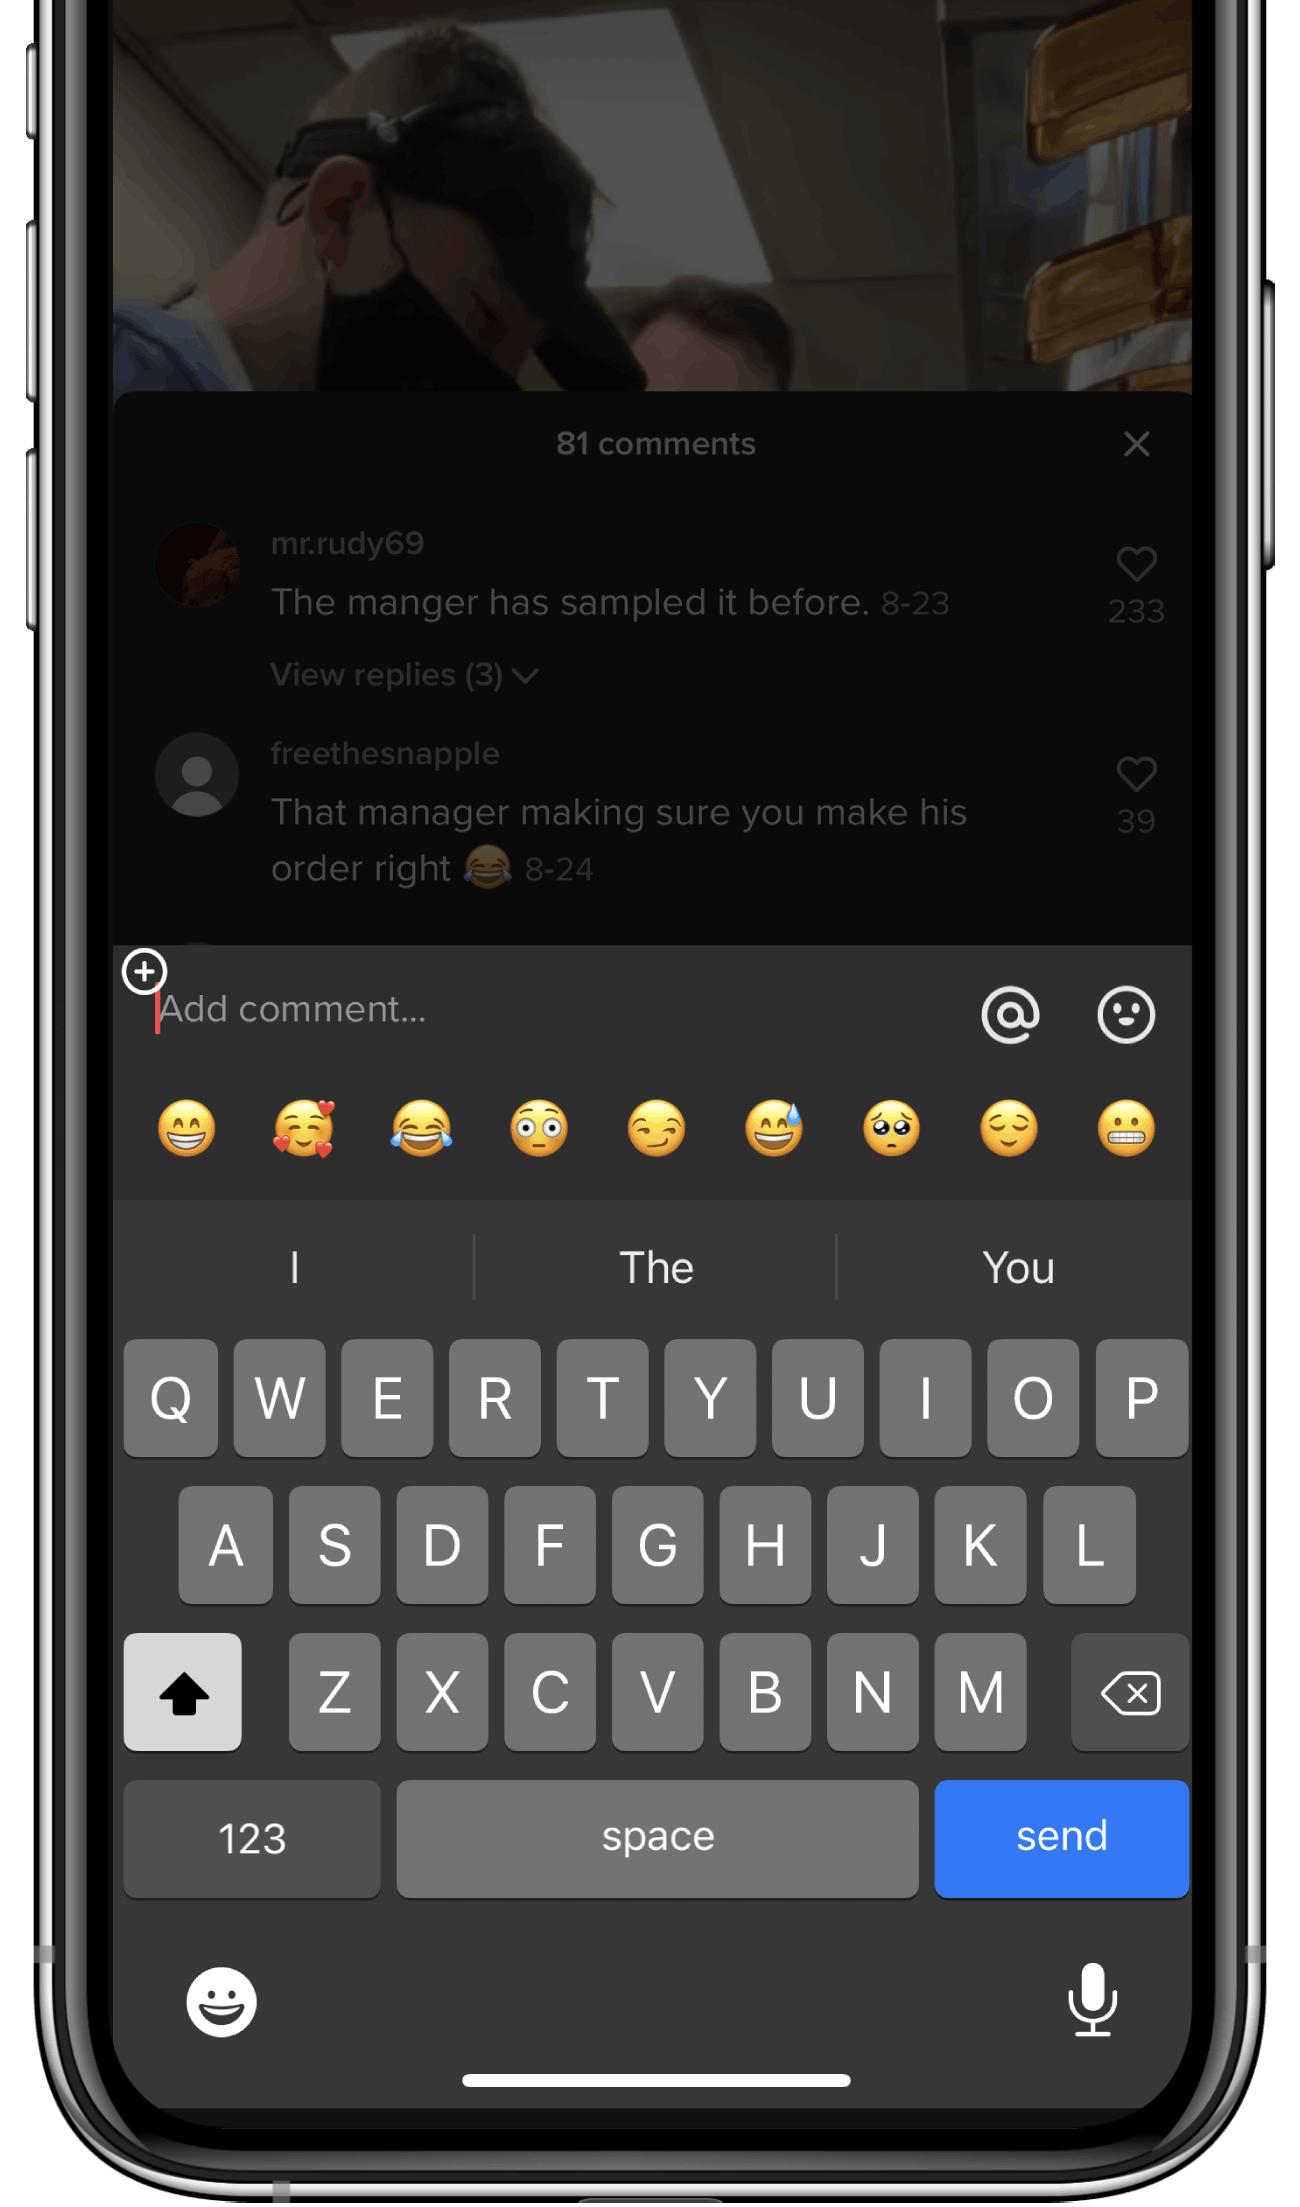 81 comments
mr.rudy69
The manger has sampled it before. 8-23
233
View replies (3)
freethesnapple
That manager making sure you make his
39
order right 😂 8-24
Add comment...
😁 🥰 😂 😳 😏 😅 🥺 😌 😬
I The You
Q W E R T Y U I O P
A S D F G H J K L
Z X C V B N M
123 space send